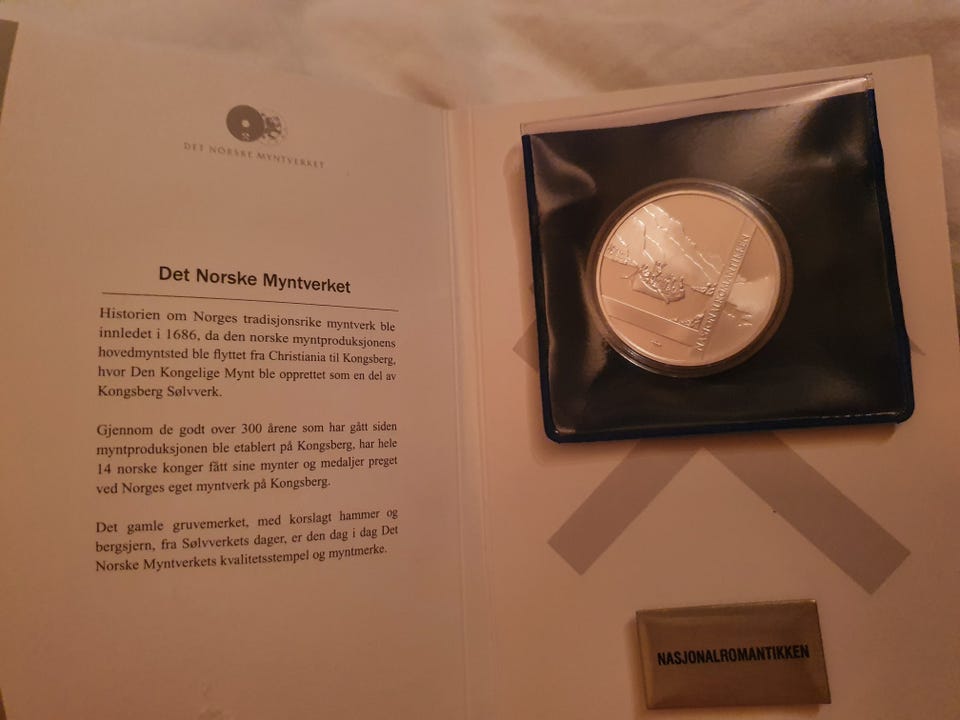 DET NORSKE MYNTVERKET
Det Norske Myntverket
Historien om Norges tradisjonsrike myntverk ble
innledet i 1686, da den norske myntproduksjonens
hovedmyntsted ble flyttet fra Christiania til Kongsberg,
hvor Den Kongelige Mynt ble opprettet som en del av
Kongsberg Sølvverk.
Gjennom de godt over 300 årene som har gått siden
myntproduksjonen ble etablert på Kongsberg, har hele
14 norske konger fått sine mynter og medaljer preget
ved Norges eget myntverk på Kongsberg.
Det gamle gruvemerket, med korslagt hammer og
bergsjern, fra Sølvverkets dager, er den dag i dag Det
Norske Myntverkets kvalitetsstempel og myntmerke.
NASJONALROMANTIKKEN
NASJONALROMANTIKKEN